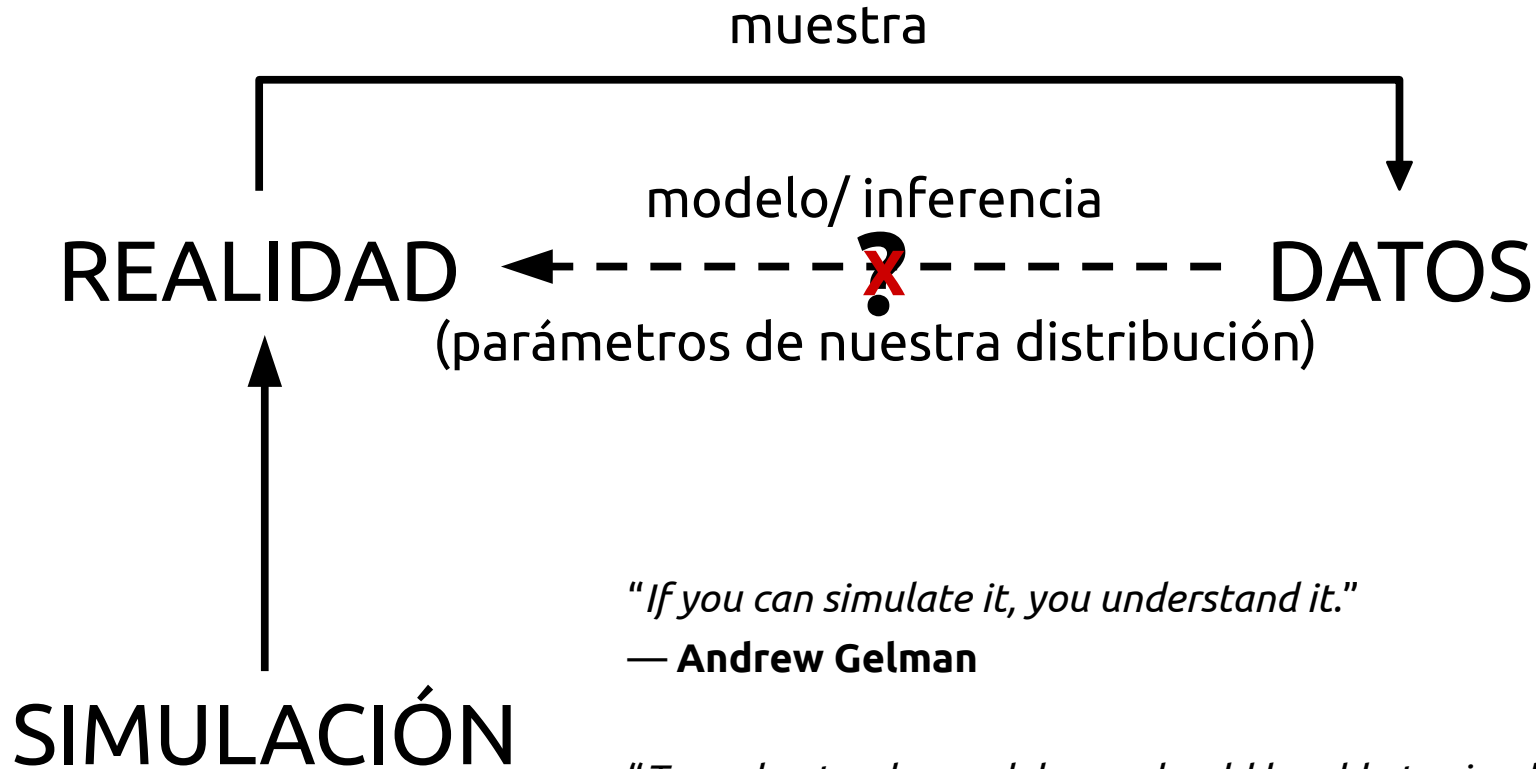 muestra
modelo/ inferencia
REALIDAD ? X DATOS
(parámetros de nuestra distribución)
“If you can simulate it, you understand it.”
— Andrew Gelman
SIMULACIÓN